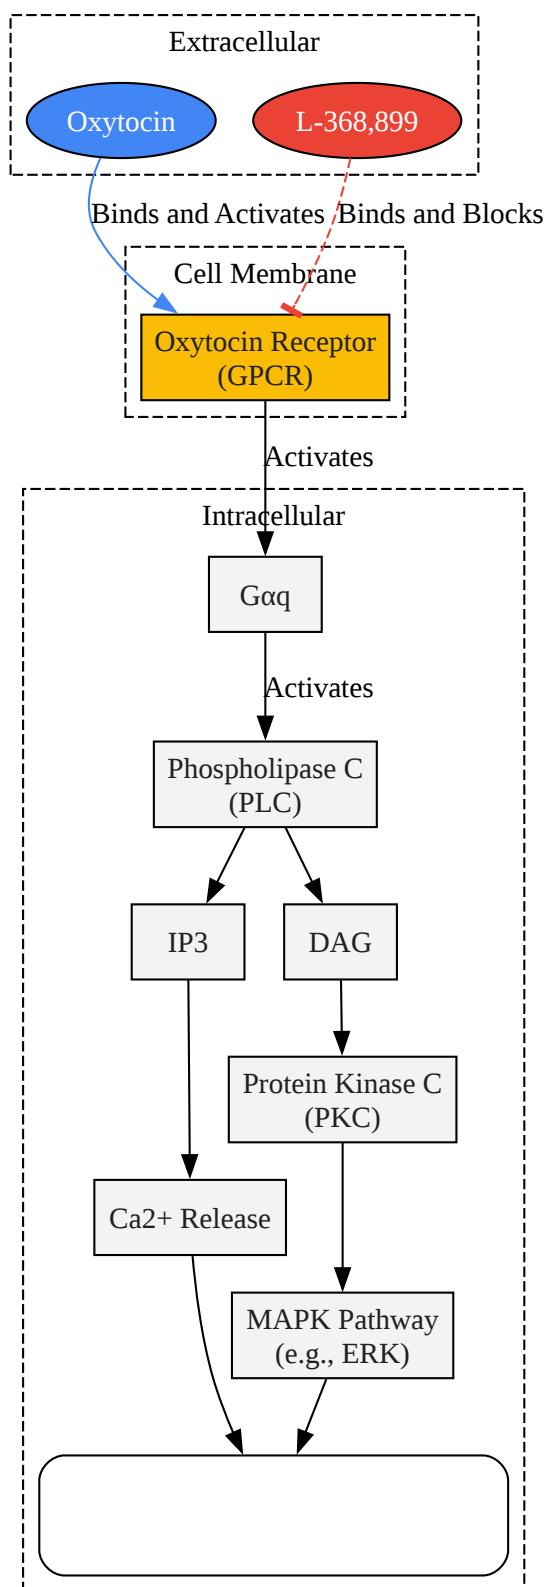 Extracellular
Oxytocin
L-368,899
Binds and Activates
Binds and Blocks
Cell Membrane
Oxytocin Receptor
(GPCR)
Activates
Intracellular
Gαq
Activates
Phospholipase C
(PLC)
IP3
DAG
Protein Kinase C
(PKC)
Ca2+ Release
MAPK Pathway
(e.g., ERK)